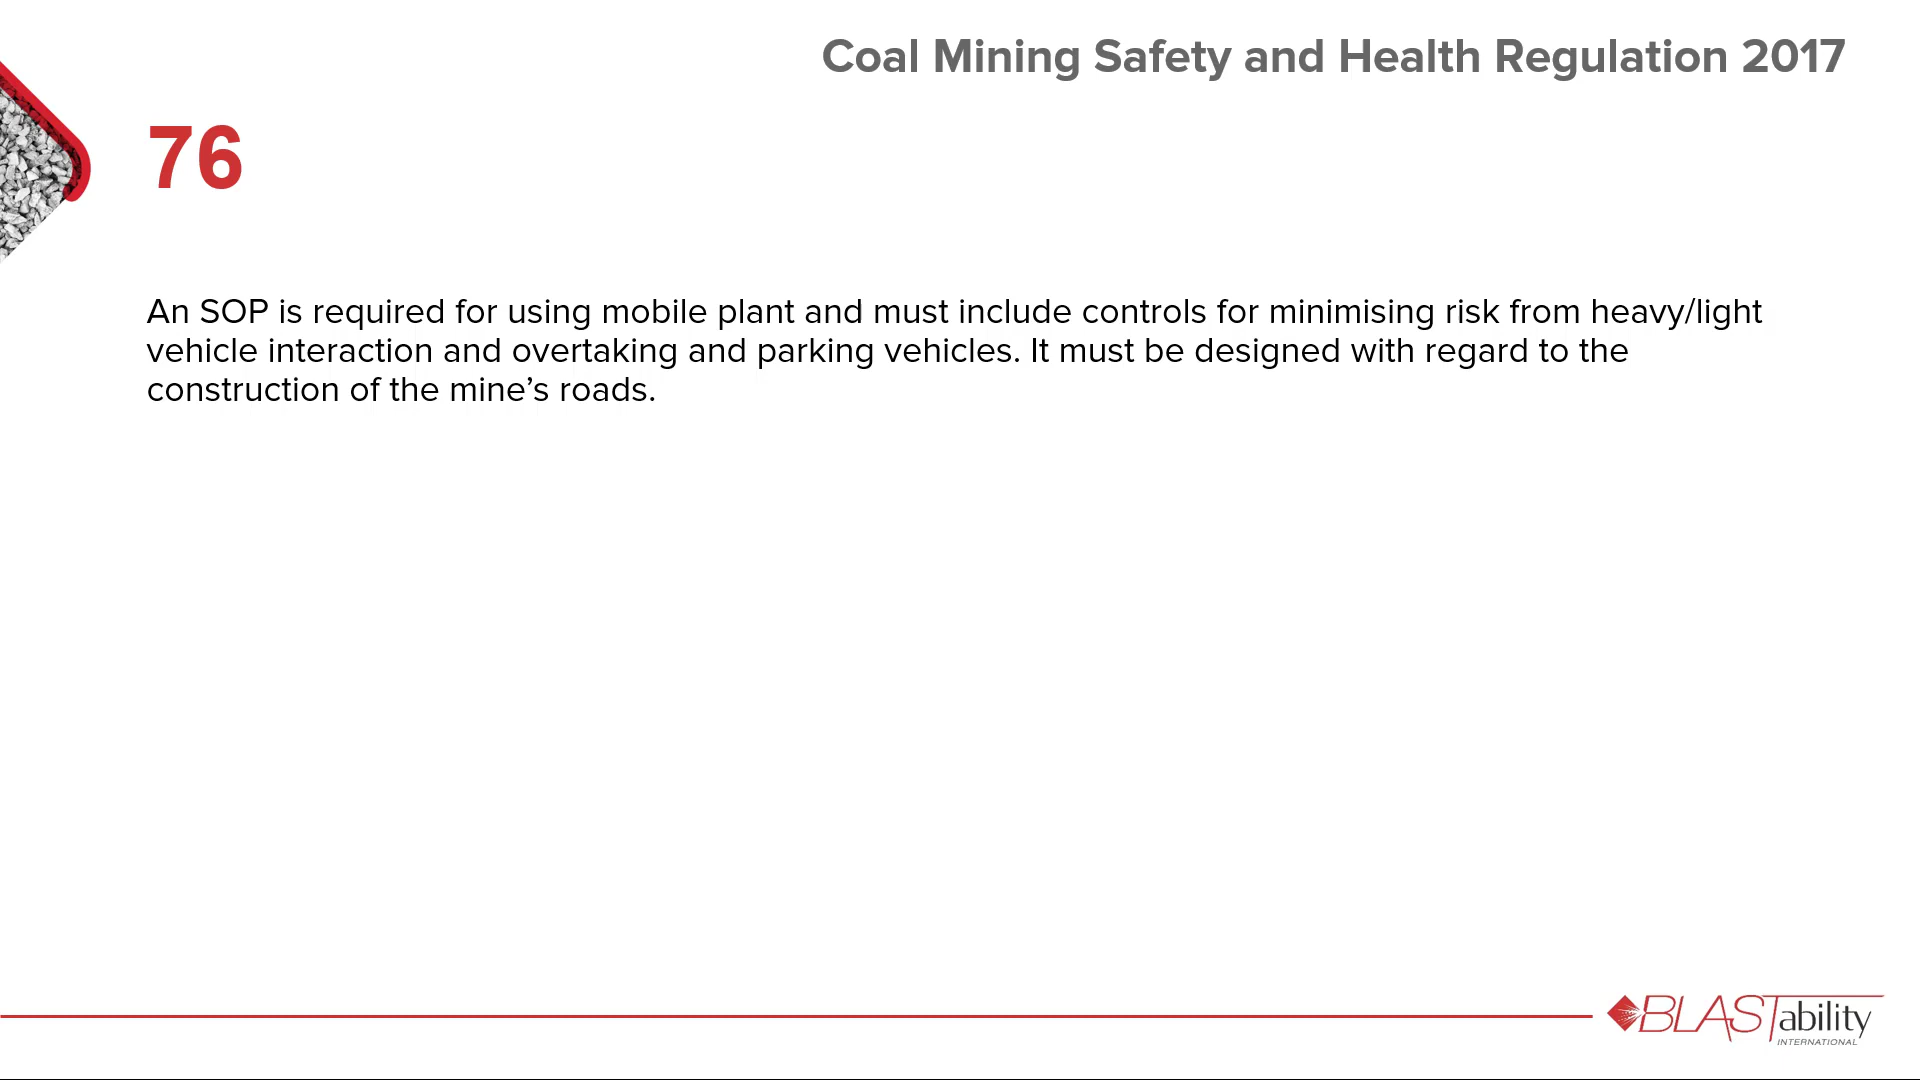 Coal Mining Safety and Health Regulation 2017
76
An SOP is required for using mobile plant and must include controls for minimising risk from heavy/light
vehicle interaction and overtaking and parking vehicles. It must be designed with regard to the
construction of the mine’s roads.
BLASTability
INTERNATIONAL